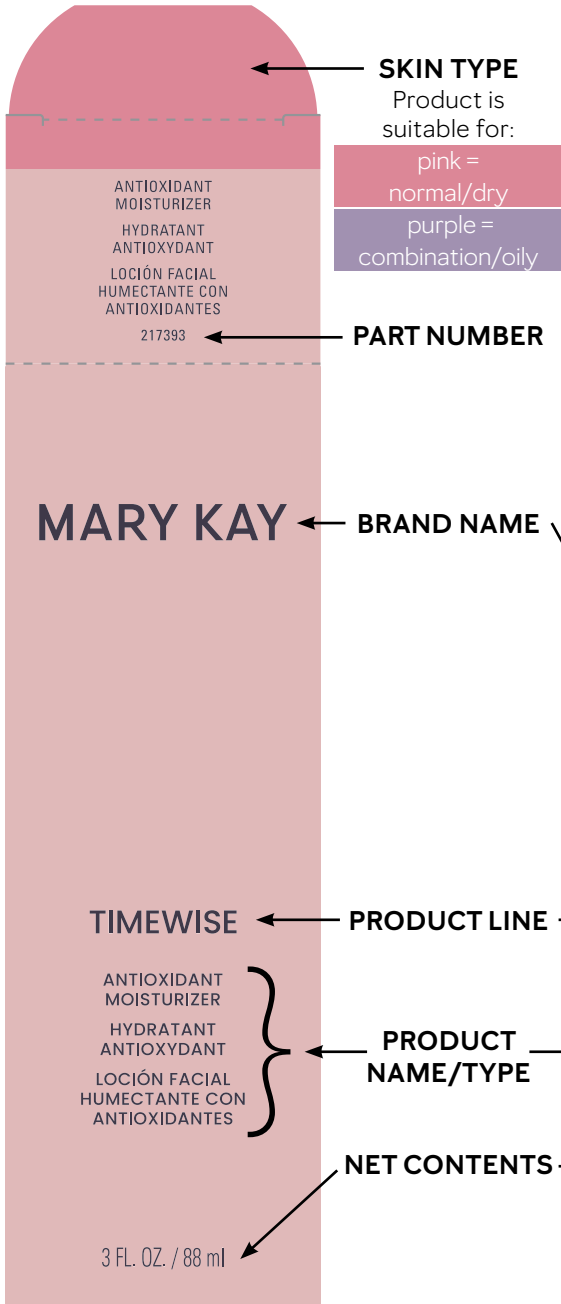 SKIN TYPE
Product is
suitable for:
pink =
normal/dry
purple =
combination/oily
ANTIOXIDANT
MOISTURIZER
HYDRATANT
ANTIOXYDANT
LOCIÓN FACIAL
HUMECTANTE CON
ANTIOXIDANTES
217393
PART NUMBER
MARY KAY
BRAND NAME
TIMEWISE
PRODUCT LINE
ANTIOXIDANT
MOISTURIZER
HYDRATANT
ANTIOXYDANT
LOCIÓN FACIAL
HUMECTANTE CON
ANTIOXIDANTES
PRODUCT
NAME/TYPE
NET CONTENTS
3 FL. OZ. / 88 ml